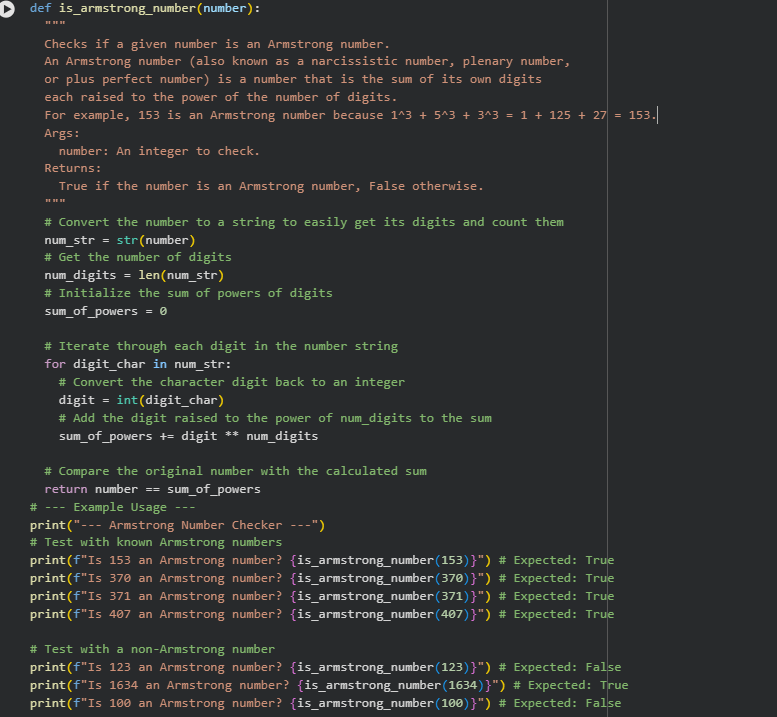 def is_armstrong_number(number):
  """
  Checks if a given number is an Armstrong number.
  An Armstrong number (also known as a narcissistic number, plenary number,
  or plus perfect number) is a number that is the sum of its own digits
  each raised to the power of the number of digits.
  For example, 153 is an Armstrong number because 1^3 + 5^3 + 3^3 = 1 + 125 + 27 = 153.
  Args:
    number: An integer to check.
  Returns:
    True if the number is an Armstrong number, False otherwise.
  """
  # Convert the number to a string to easily get its digits and count them
  num_str = str(number)
  # Get the number of digits
  num_digits = len(num_str)
  # Initialize the sum of powers of digits
  sum_of_powers = 0

  # Iterate through each digit in the number string
  for digit_char in num_str:
    # Convert the character digit back to an integer
    digit = int(digit_char)
    # Add the digit raised to the power of num_digits to the sum
    sum_of_powers += digit ** num_digits

  # Compare the original number with the calculated sum
  return number == sum_of_powers
# --- Example Usage ---
print("--- Armstrong Number Checker ---")
# Test with known Armstrong numbers
print(f"Is 153 an Armstrong number? {is_armstrong_number(153)}") # Expected: True
print(f"Is 370 an Armstrong number? {is_armstrong_number(370)}") # Expected: True
print(f"Is 371 an Armstrong number? {is_armstrong_number(371)}") # Expected: True
print(f"Is 407 an Armstrong number? {is_armstrong_number(407)}") # Expected: True

# Test with a non-Armstrong number
print(f"Is 123 an Armstrong number? {is_armstrong_number(123)}") # Expected: False
print(f"Is 1634 an Armstrong number? {is_armstrong_number(1634)}") # Expected: True
print(f"Is 100 an Armstrong number? {is_armstrong_number(100)}") # Expected: False